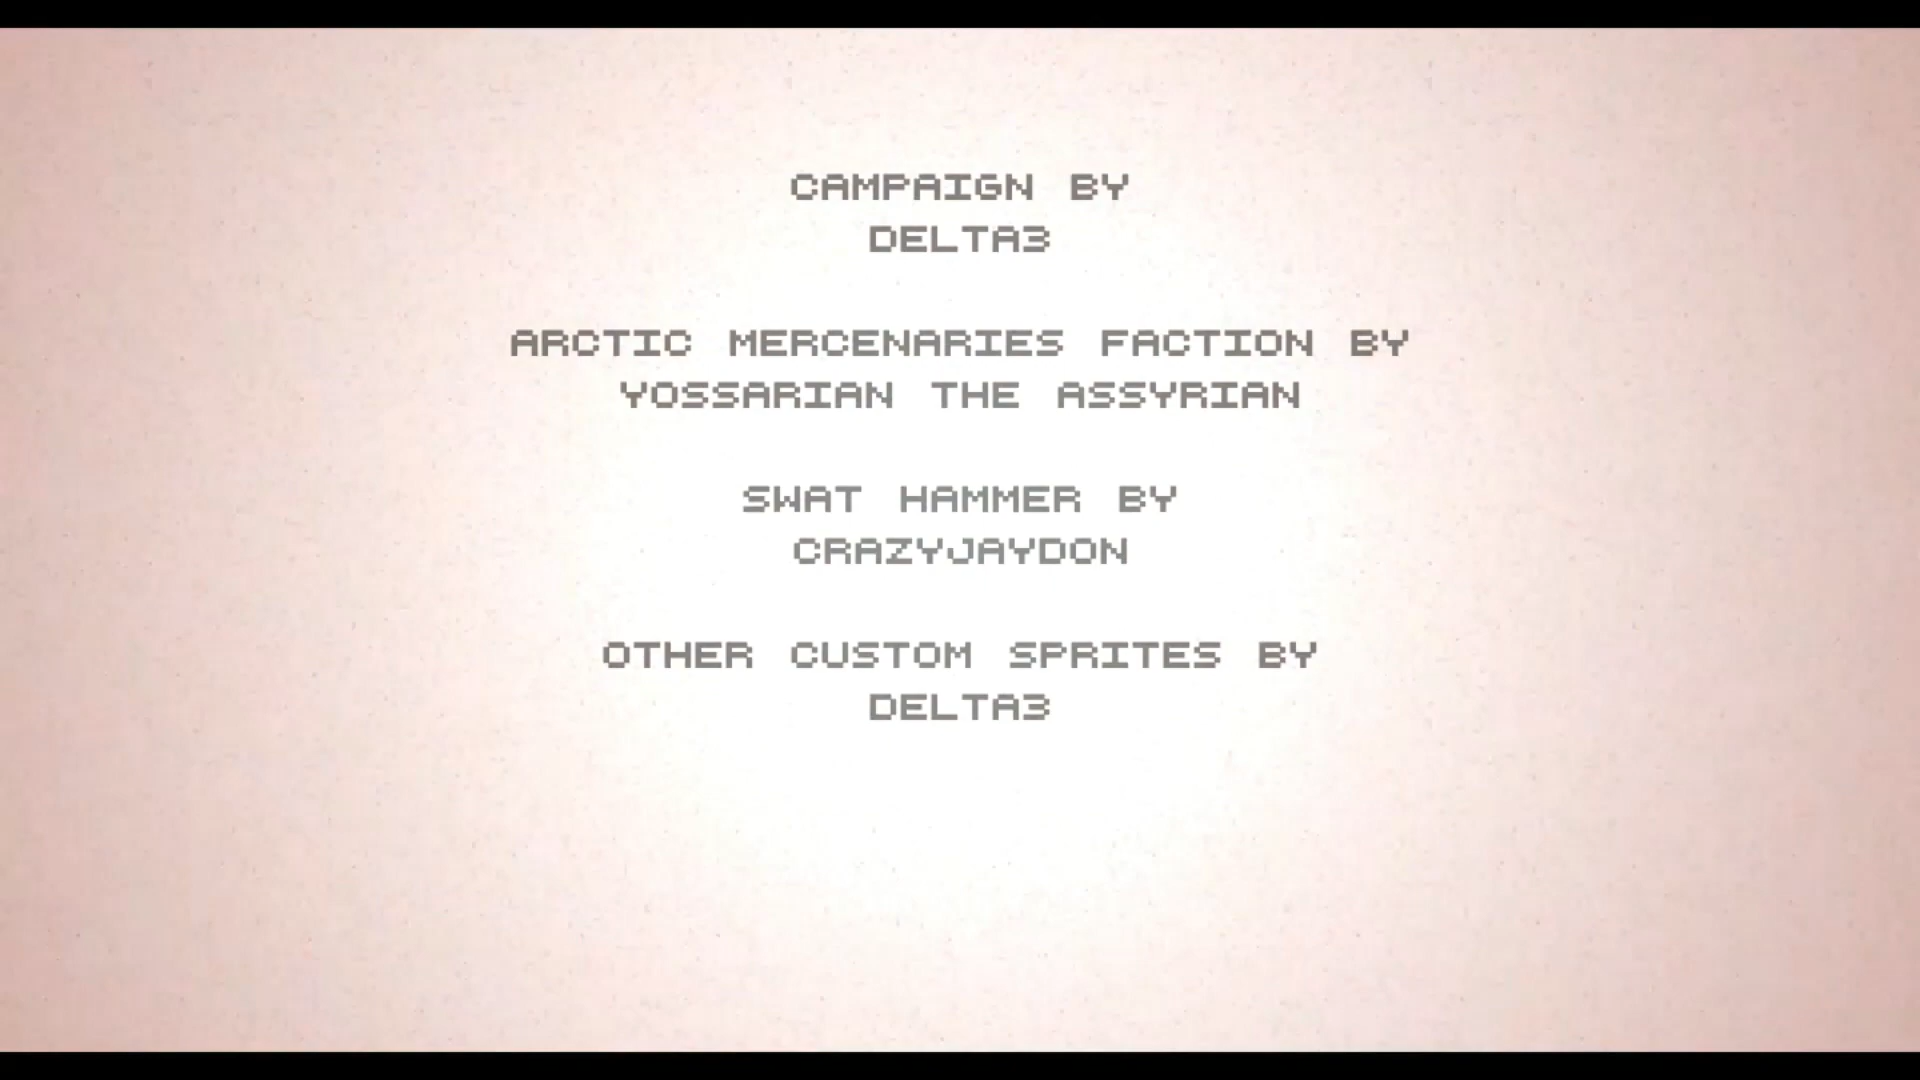 CAMPAIGN BY
DELTA3
ARCTIC MERCENARIES FACTION BY
YOSSARIAN THE ASSYRIAN
SWAT HAMMER BY
CRAZYJAYDON
OTHER CUSTOM SPRITES BY
DELTA3